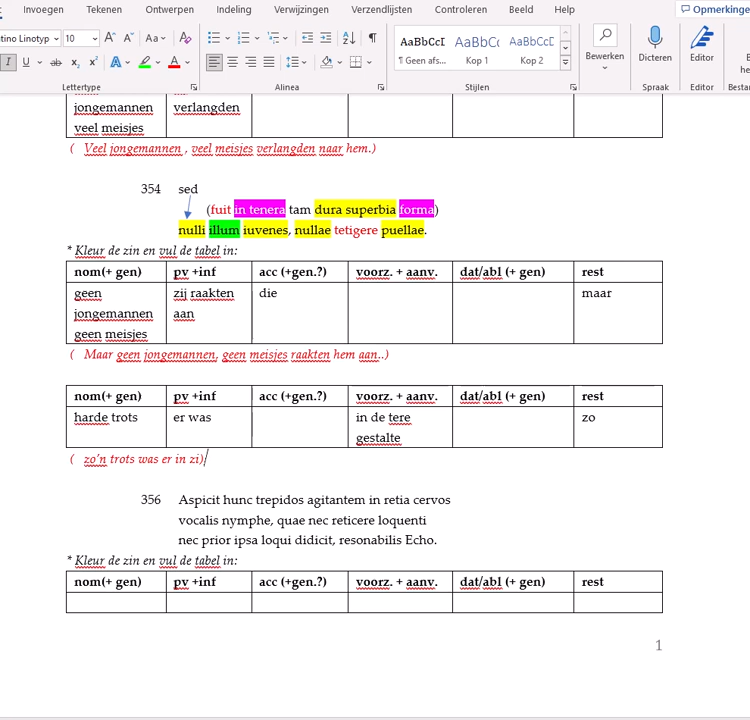 Invoegen Tekenen Ontwerpen Indeling Verwijzingen Verzendlijsten Controleren Beeld Help Opmerkinge
tino Linotyp 10 A A Aa A
I U ab x₂ x² A A
AaBbCcI AaBbCc AaBbCcD
¶ Geen afs... Kop 1 Kop 2
Bewerken Dicteren Editor
Lettertype Alinea Stijlen Spraak Editor
jongemannen verlangden
veel meisjes
( Veel jongemannen , veel meisjes verlangden naar hem.)
354 sed
(fuit in tenera tam dura superbia forma)
nulli illum iuvenes, nullae tetigere puellae.
* Kleur de zin en vul de tabel in:
nom(+ gen) pv +inf acc (+gen.?) voorz. + aanv. dat/abl (+ gen) rest
geen zij raakten die maar
jongemannen aan
geen meisjes
( Maar geen jongemannen, geen meisjes raakten hem aan..)
nom(+ gen) pv +inf acc (+gen.?) voorz. + aanv. dat/abl (+ gen) rest
harde trots er was in de tere zo
gestalte
( zo'n trots was er in zi)
356 Aspicit hunc trepidos agitantem in retia cervos
vocalis nymphe, quae nec reticere loquenti
nec prior ipsa loqui didicit, resonabilis Echo.
* Kleur de zin en vul de tabel in:
nom(+ gen) pv +inf acc (+gen.?) voorz. + aanv. dat/abl (+ gen) rest
1